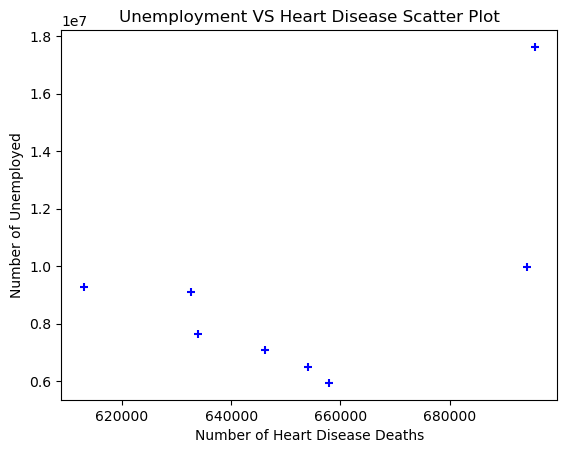 Unemployment VS Heart Disease Scatter Plot
1e7
1.8
1.6
1.4
1.2
1.0
0.8
0.6
Number of Unemployed
620000 640000 660000 680000
Number of Heart Disease Deaths